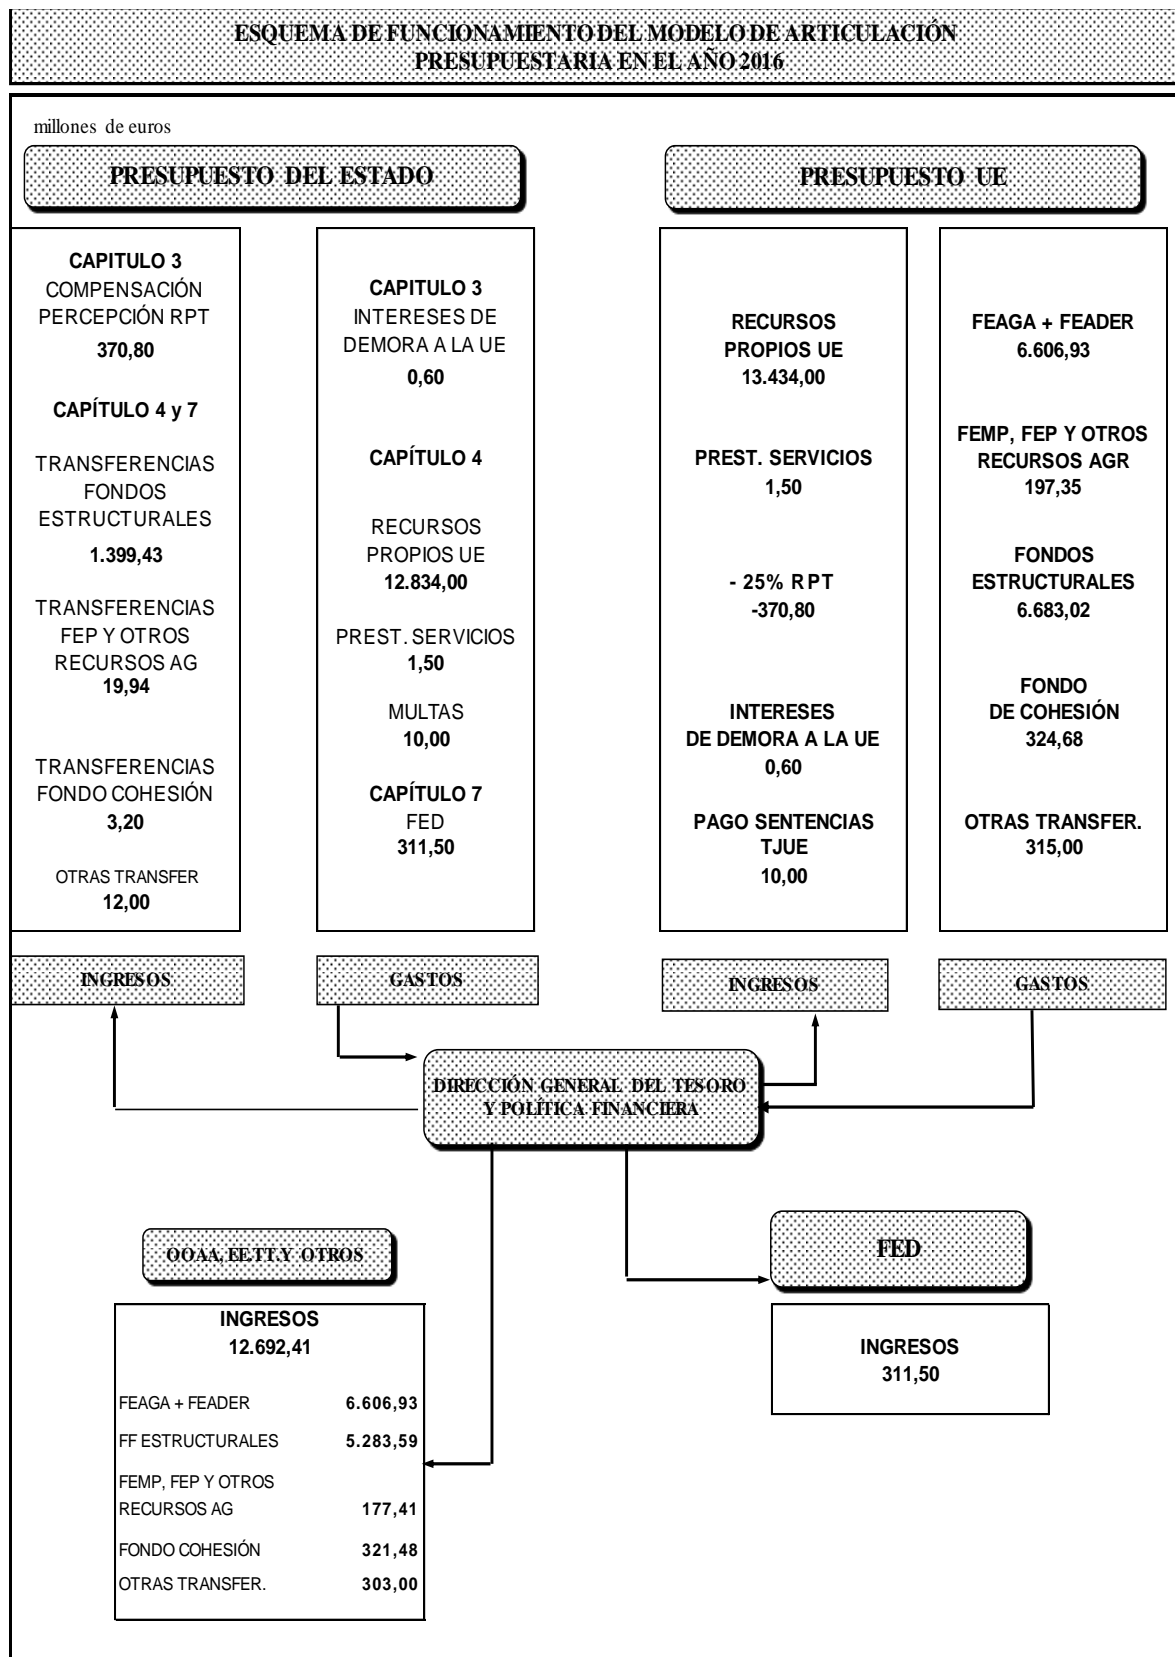 ESQUEMA DE FUNCIONAMIENTO DEL MODELO DE ARTICULACIÓN
PRESUPUESTARIA EN EL AÑO 2016
millones de euros
PRESUPUESTO DEL ESTADO
CAPITULO 3
COMPENSACIÓN
PERCEPCIÓN RPT
370,80
CAPÍTULO 4 y 7
TRANSFERENCIAS
FONDOS
ESTRUCTURALES
1.399,43
TRANSFERENCIAS
FEP Y OTROS
RECURSOS AG
19,94
TRANSFERENCIAS
FONDO COHESIÓN
3,20
OTRAS TRANSFER
12,00
INGRESOS
CAPITULO 3
INTERESES DE
DEMORA A LA UE
0,60
CAPÍTULO 4
RECURSOS
PROPIOS UE
12.834,00
PREST. SERVICIOS
1,50
MULTAS
10,00
CAPÍTULO 7
FED
311,50
GASTOS
PRESUPUESTO UE
RECURSOS
PROPIOS UE
13.434,00
PREST. SERVICIOS
1,50
- 25% RPT
-370,80
INTERESES
DE DEMORA A LA UE
0,60
PAGO SENTENCIAS
TJUE
10,00
INGRESOS
FEAGA + FEADER
6.606,93
FEMP, FEP Y OTROS
RECURSOS AGR
197,35
FONDOS
ESTRUCTURALES
6.683,02
FONDO
DE COHESIÓN
324,68
OTRAS TRANSFER.
315,00
GASTOS
DIRECCIÓN GENERAL DEL TESORO
Y POLÍTICA FINANCIERA
OOAA, EE.TT.Y OTROS
INGRESOS
12.692,41
FEAGA + FEADER 6.606,93
FF ESTRUCTURALES 5.283,59
FEMP, FEP Y OTROS
RECURSOS AG 177,41
FONDO COHESIÓN 321,48
OTRAS TRANSFER. 303,00
FED
INGRESOS
311,50